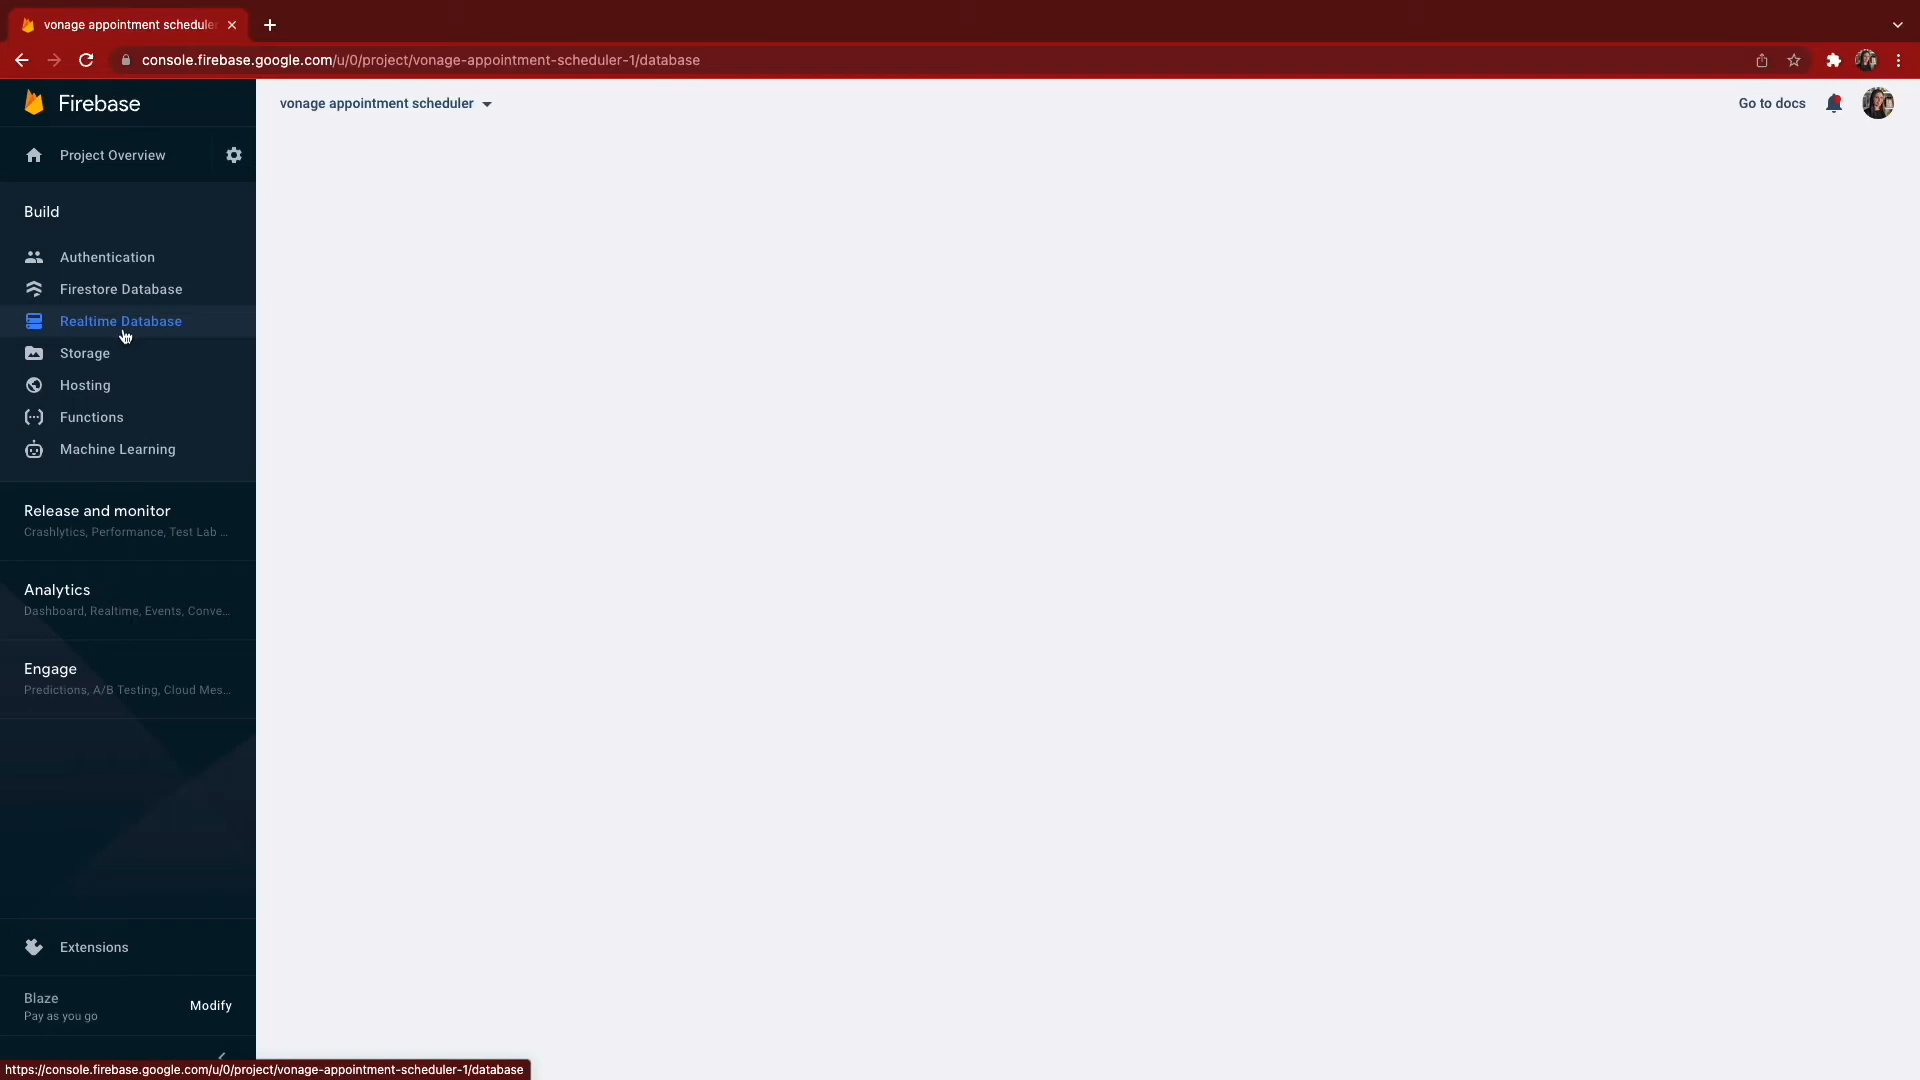 vonage appointment scheduler
console.firebase.google.com/u/0/project/vonage-appointment-scheduler-1/database
Firebase
vonage appointment scheduler
Go to docs
Project Overview
Build
Authentication
Firestore Database
Realtime Database
Storage
Hosting
Functions
Machine Learning
Release and monitor
Crashlytics, Performance, Test Lab ...
Analytics
Dashboard, Realtime, Events, Conve...
Engage
Predictions, A/B Testing, Cloud Mes...
Extensions
Blaze
Modify
Pay as you go
https://console.firebase.google.com/u/0/project/vonage-appointment-scheduler-1/database